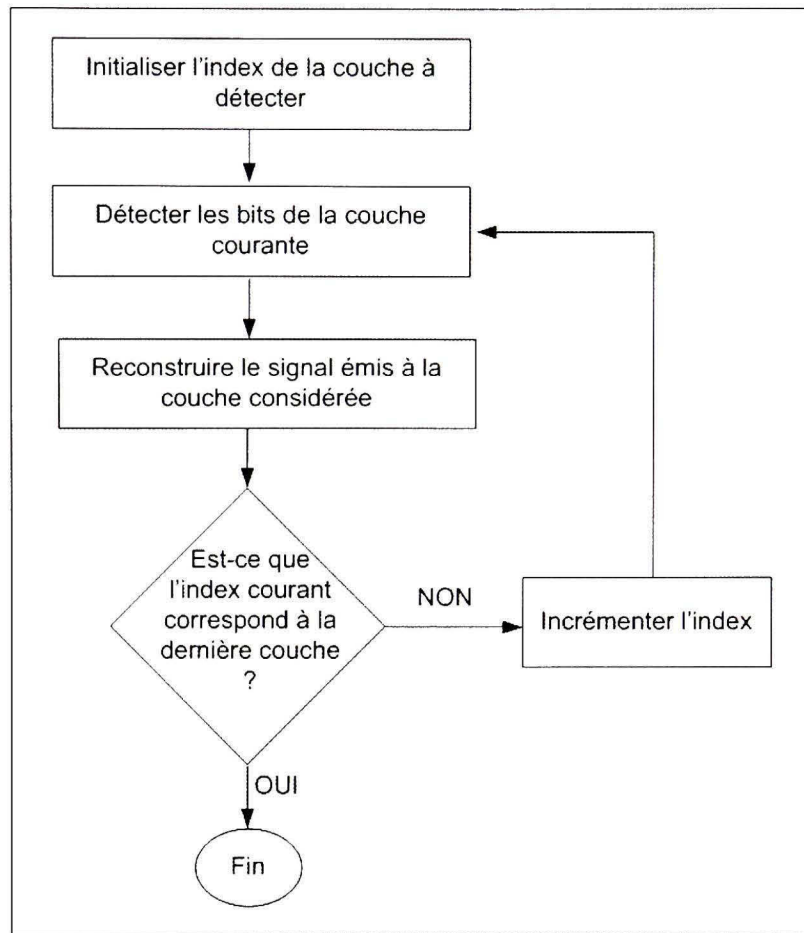 Initialiser l'index de la couche à
détecter
Détecter les bits de la couche
courante
Reconstruire le signal émis à la
couche considérée
Est-ce que
l'index courant
correspond à la
dernière couche
?
NON
Incrémenter l'index
OUI
Fin